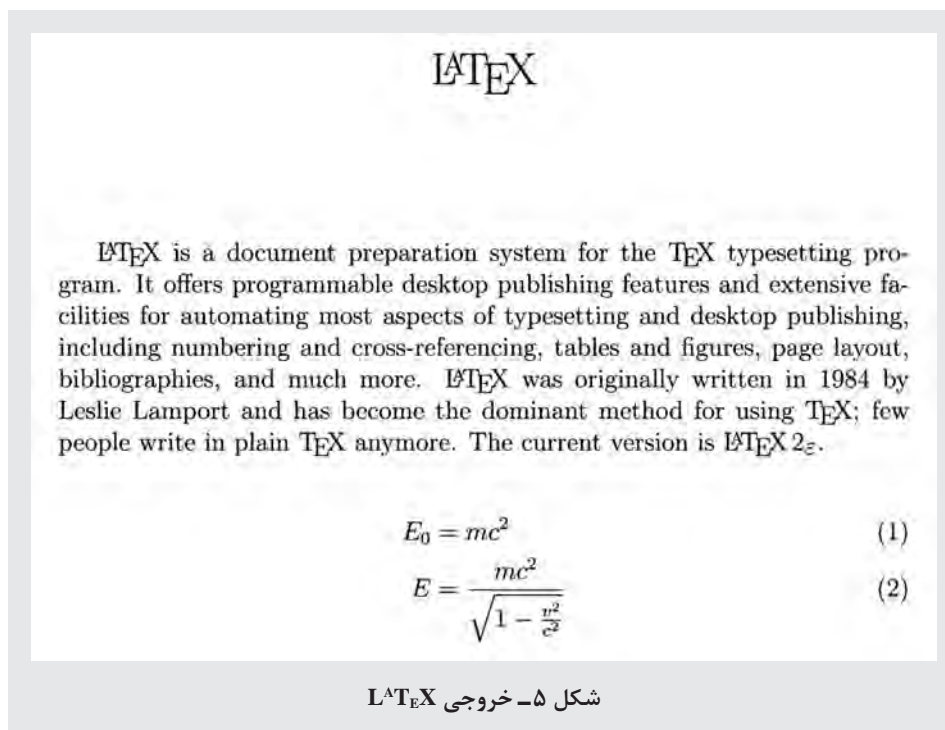 LATEX
LATEX is a document preparation system for the TEX typesetting pro-
gram. It offers programmable desktop publishing features and extensive fa-
cilities for automating most aspects of typesetting and desktop publishing,
including numbering and cross-referencing, tables and figures, page layout,
bibliographies, and much more. LATEX was originally written in 1984 by
Leslie Lamport and has become the dominant method for using TEX; few
people write in plain TEX anymore. The current version is LATEX 2ε.
E₀ = mc² (1)
E = mc² / √(1 − v²/c²) (2)
شکل ۵ـ خروجی LATEX